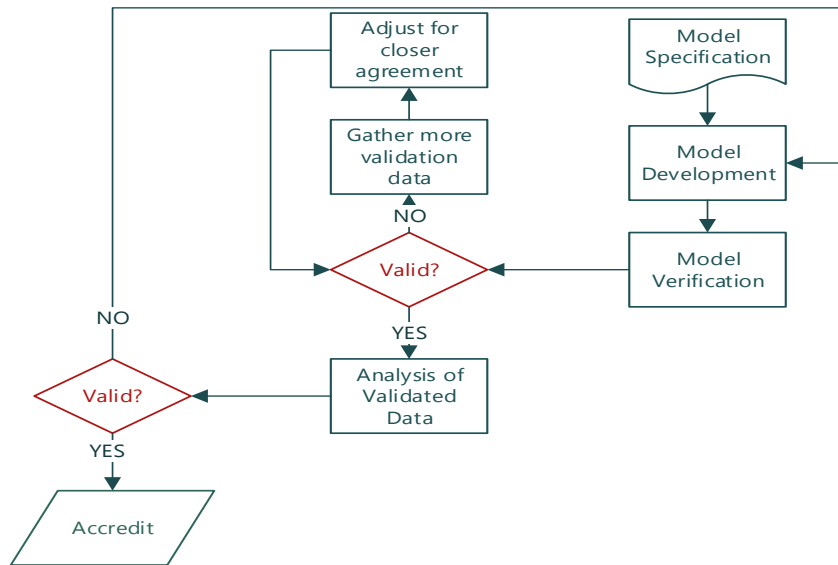 Adjust for
closer
agreement
Model
Specification
Gather more
validation
data
Model
Development
NO
Valid?
Model
Verification
NO
YES
Valid?
Analysis of
Validated
Data
YES
Accredit